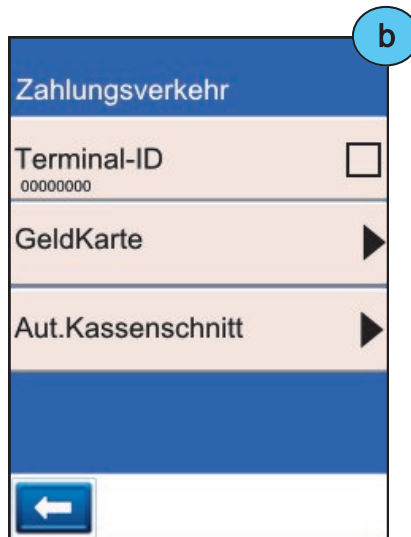 b
Zahlungsverkehr
Terminal-ID
00000000
GeldKarte
Aut.Kassenschnitt